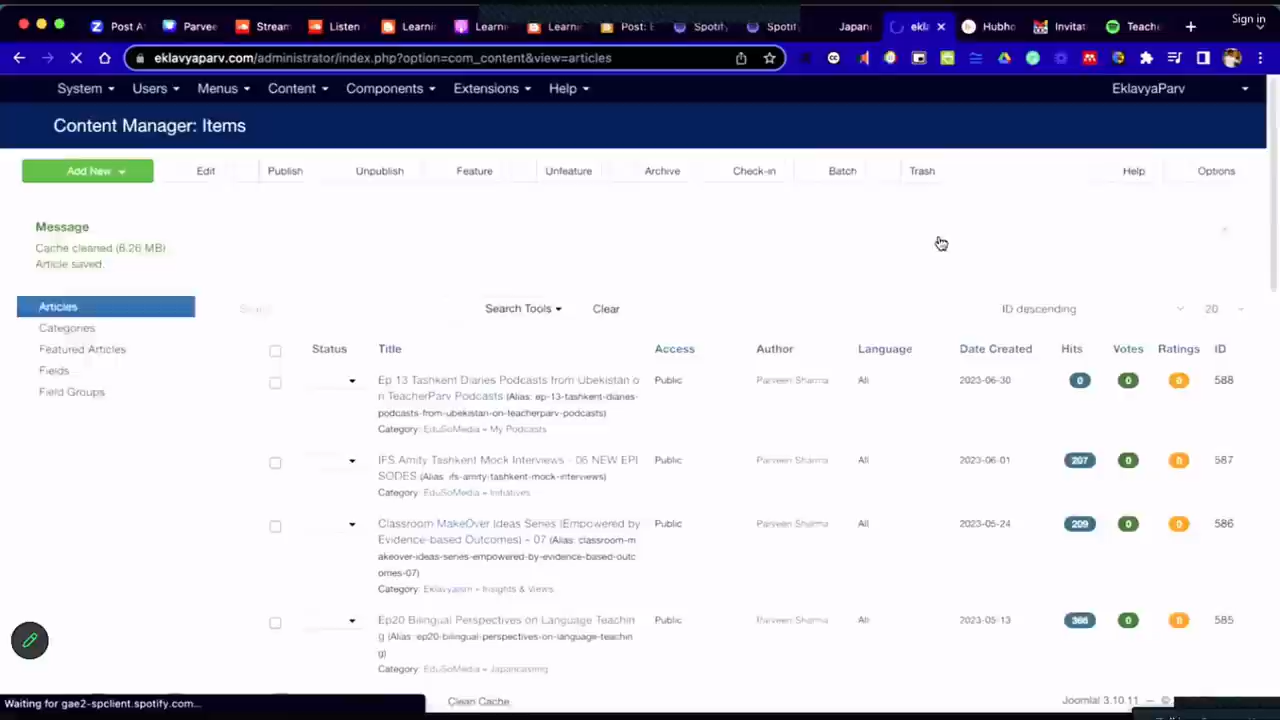 Post A
Parvee
Stream
Listen
Learnin
Learni
Learne
Post: E
Spotify
Spotif
Japan
ekla
Hubho
Invitat
Teache
Sign in
eklavyaparv.com/administrator/index.php?option=com_content&view=articles
System
Users
Menus
Content
Components
Extensions
Help
EklavyaParv
Content Manager: Items
Add New
Edit
Publish
Unpublish
Feature
Unfeature
Archive
Check-in
Batch
Trash
Help
Options
Message
Cache cleaned (6.26 MB)
Article saved.
Articles
Categories
Featured Articles
Fields
Field Groups
Search Tools
Clear
ID descending
20
Status
Title
Access
Author
Language
Date Created
Hits
Votes
Ratings
ID
Ep 13 Tashkent Diaries Podcasts from Ubekistan o
n TeacherParv Podcasts (Alias: ep-13-tashkent-diaries-
podcasts-from-ubekistan-on-teacherparv-podcasts)
Category: EduSoMedia » My Podcasts
Public
Parveen Sharma
All
2023-06-30
0
0
0
588
IFS Amity Tashkent Mock Interviews - 06 NEW EPI
SODES (Alias: ifs-amity-tashkent-mock-interviews)
Category: EduSoMedia » Initiatives
Public
Parveen Sharma
All
2023-06-01
207
0
0
587
Classroom MakeOver Ideas Series (Empowered by
Evidence-based Outcomes) - 07 (Alias: classroom-m
akeover-ideas-series-empowered-by-evidence-based-outc
omes-07)
Category: Eklavyaism » Insights & Views
Public
Parveen Sharma
All
2023-05-24
209
0
0
586
Ep20 Bilingual Perspectives on Language Teachin
g (Alias: ep20-bilingual-perspectives-on-language-teachin
g)
Category: EduSoMedia » Japancasting
Public
Parveen Sharma
All
2023-05-13
366
0
0
585
Waiting for gae2-spclient.spotify.com...
Clean Cache
Joomla! 3.10.11 — ©